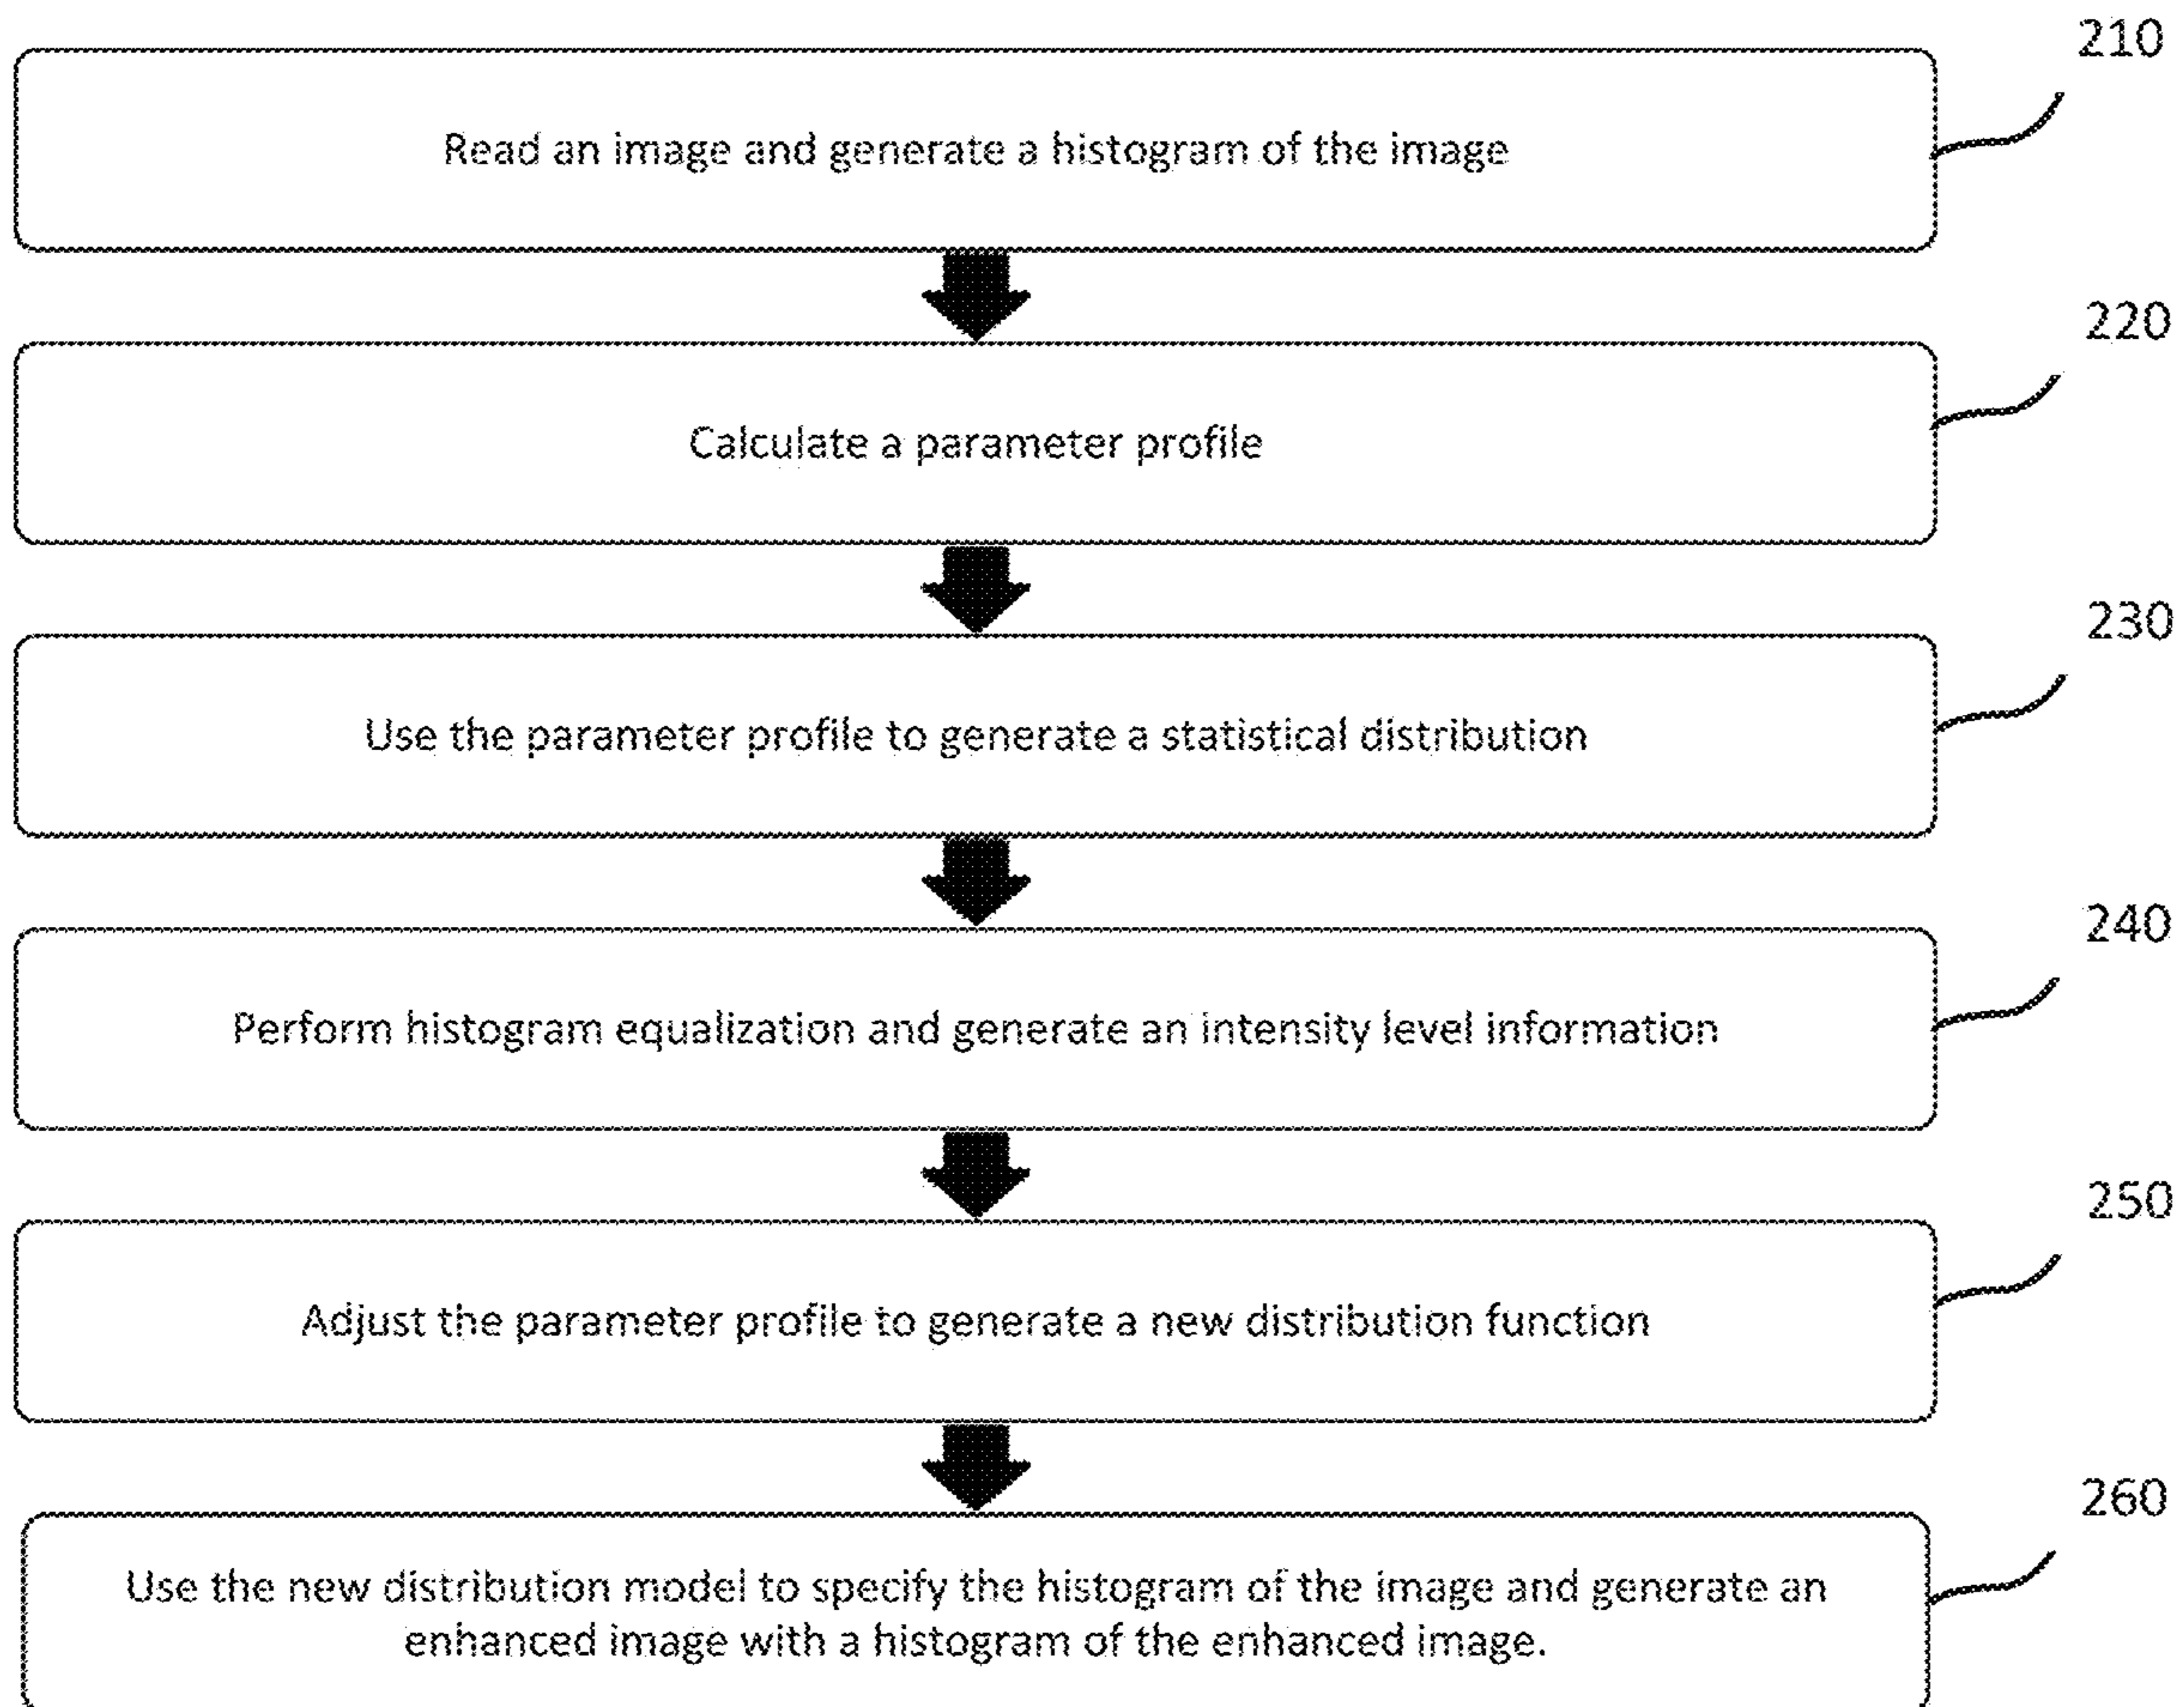 210
Read an image and generate a histogram of the image
220
Calculate a parameter profile
230
Use the parameter profile to generate a statistical distribution
240
Perform histogram equalization and generate an intensity level information
250
Adjust the parameter profile to generate a new distribution function
260
Use the new distribution model to specify the histogram of the image and generate an
enhanced image with a histogram of the enhanced image.